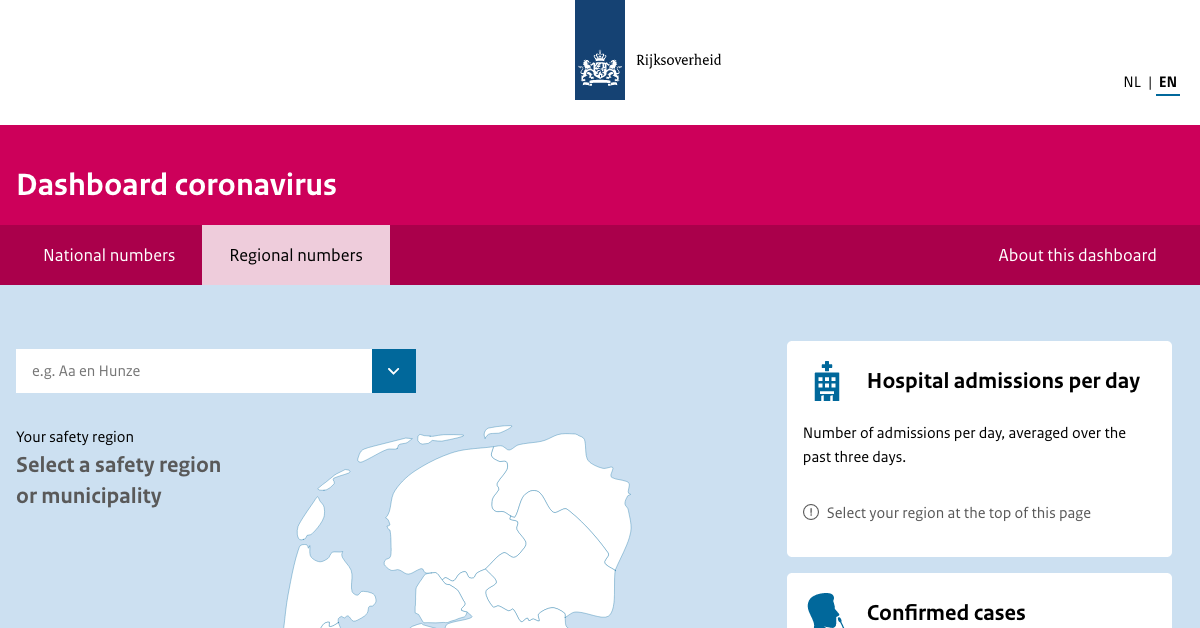 Rijksoverheid
NL | EN
Dashboard coronavirus
National numbers
Regional numbers
About this dashboard
e.g. Aa en Hunze
Your safety region
Select a safety region
or municipality
Hospital admissions per day
Number of admissions per day, averaged over the
past three days.
Select your region at the top of this page
Confirmed cases